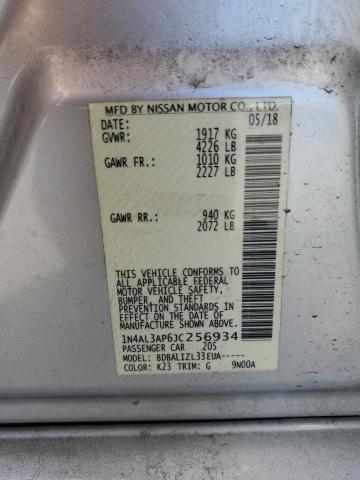 MFD BY NISSAN MOTOR CO., LTD.
DATE: 05/18
GVWR: 1917 KG
4226 LB
GAWR FR.: 1010 KG
2227 LB
GAWR RR.: 940 KG
2072 LB
THIS VEHICLE CONFORMS TO
ALL APPLICABLE FEDERAL
MOTOR VEHICLE SAFETY,
BUMPER, AND THEFT
PREVENTION STANDARDS IN
EFFECT ON THE DATE OF
MANUFACTURE SHOWN ABOVE.
1N4AL3AP6JC256934
PASSENGER CAR 205
MODEL: BDBALIZL33EUA-----
COLOR: K23 TRIM: G 9N00A